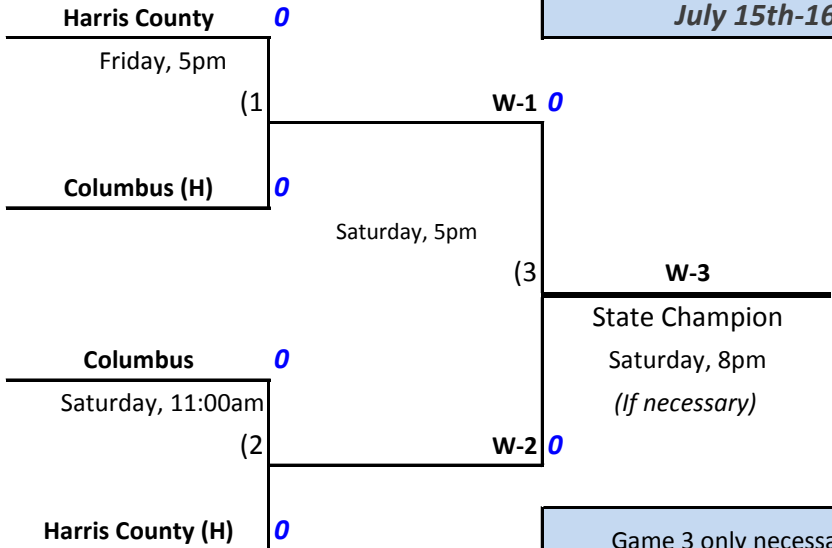 Harris County 0
July 15th-16
Friday, 5pm
(1
W-1 0
Columbus (H) 0
Saturday, 5pm
(3
W-3
State Champion
Columbus 0
Saturday, 8pm
Saturday, 11:00am
(If necessary)
(2
W-2 0
Harris County (H) 0
Game 3 only